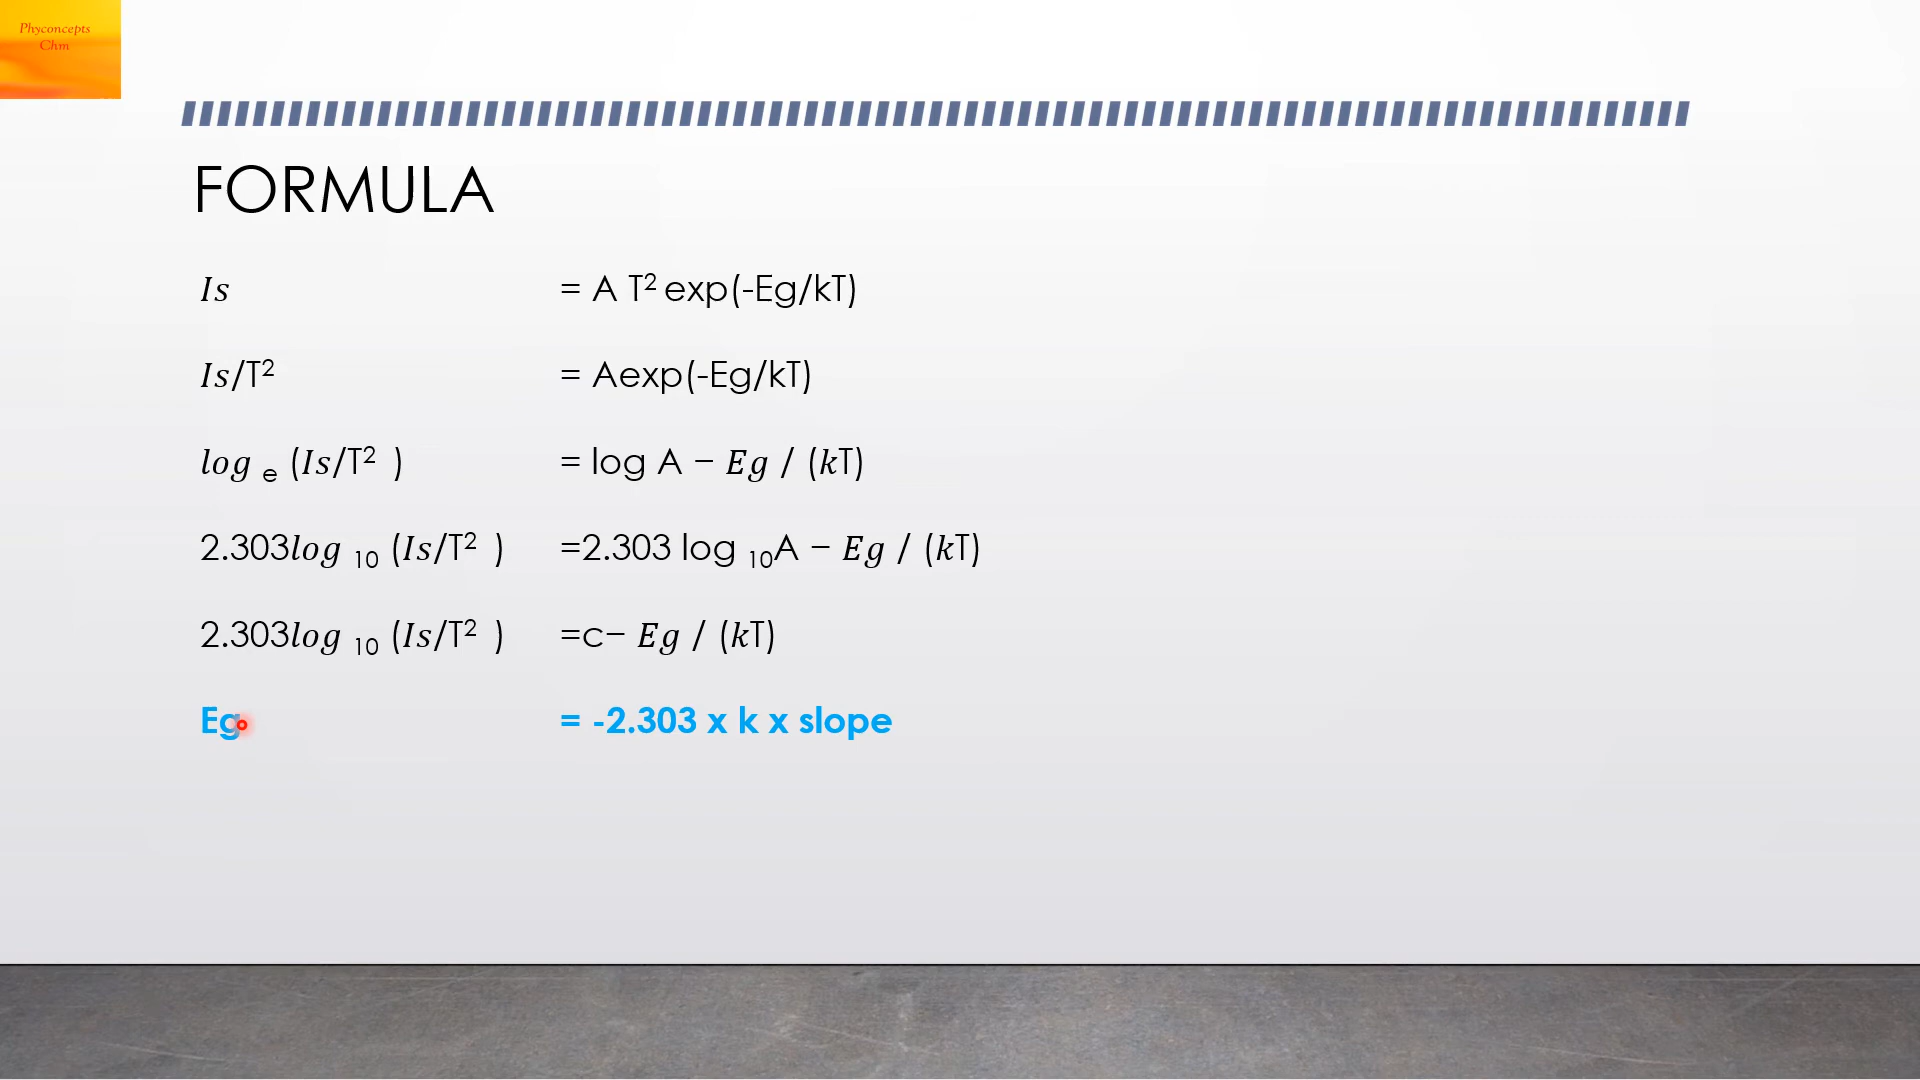 Phyconcepts
Chm
FORMULA
Is = A T² exp(-Eg/kT)
Is/T² = Aexp(-Eg/kT)
log e (Is/T² ) = log A − Eg / (kT)
2.303log 10 (Is/T² ) =2.303 log 10A − Eg / (kT)
2.303log 10 (Is/T² ) =c− Eg / (kT)
Eg = -2.303 x k x slope